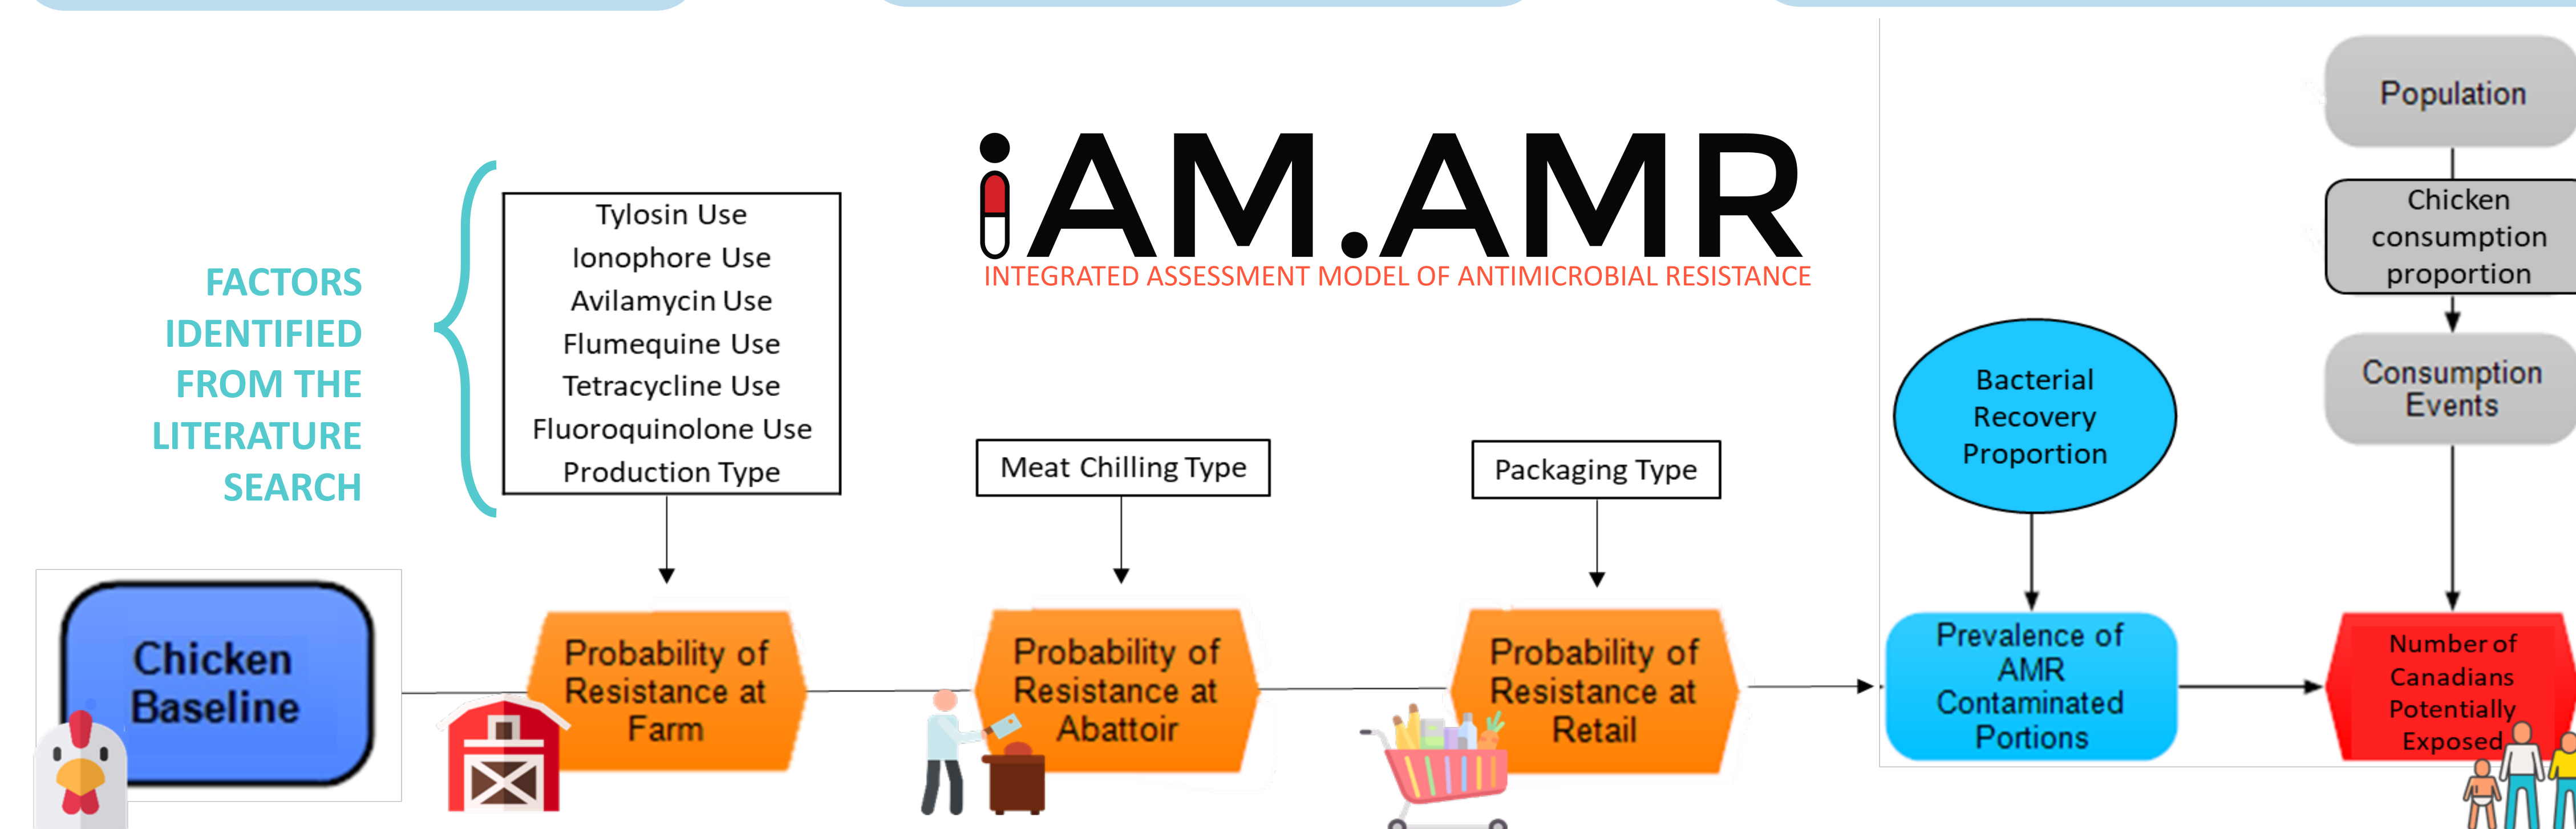 FACTORS
IDENTIFIED
FROM THE
LITERATURE
SEARCH
Tylosin Use
Ionophore Use
Avilamycin Use
Flumequine Use
Tetracycline Use
Fluoroquinolone Use
Production Type
iAM.AMR
INTEGRATED ASSESSMENT MODEL OF ANTIMICROBIAL RESISTANCE
Meat Chilling Type
Packaging Type
Bacterial
Recovery
Proportion
Population
Chicken
consumption
proportion
Consumption
Events
Chicken
Baseline
Probability of
Resistance at
Farm
Probability of
Resistance at
Abattoir
Probability of
Resistance at
Retail
Prevalence of
AMR
Contaminated
Portions
Number of
Canadians
Potentially
Exposed